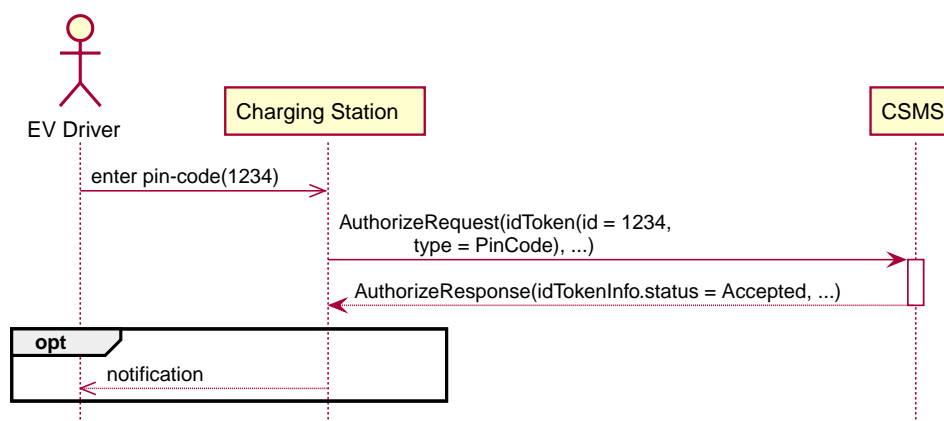 EV Driver
Charging Station
CSMS
enter pin-code(1234)
AuthorizeRequest(idToken(id = 1234,
type = PinCode), ...)
AuthorizeResponse(idTokenInfo.status = Accepted, ...)
opt
notification